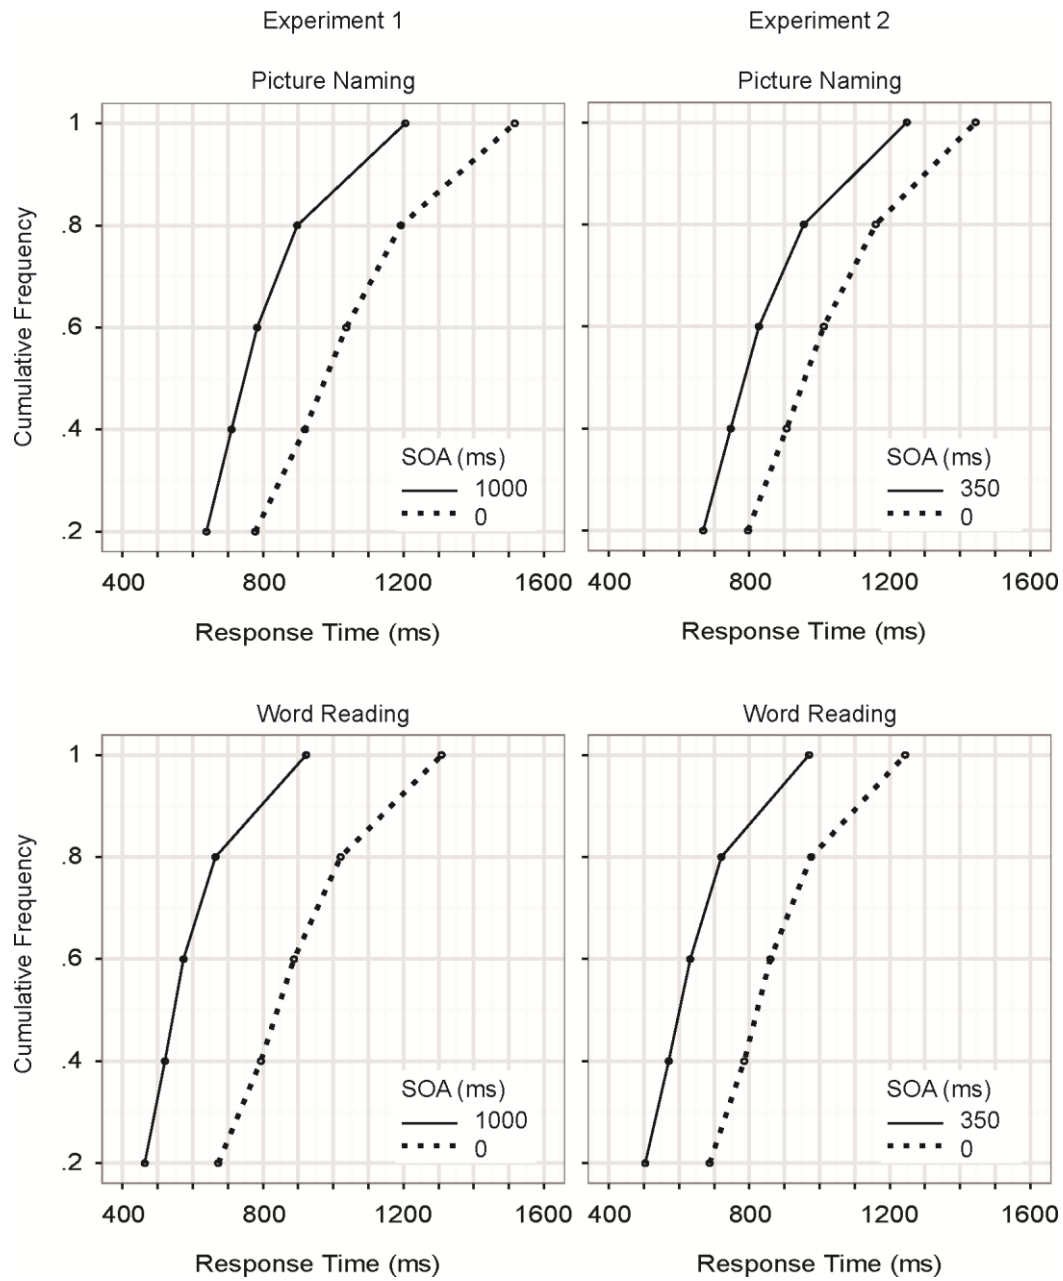 Experiment 1
Experiment 2
Picture Naming
Picture Naming
Cumulative Frequency
1
.8
.6
.4
.2
SOA (ms)
1000
0
SOA (ms)
350
0
400 800 1200 1600
400 800 1200 1600
Response Time (ms)
Response Time (ms)
Word Reading
Word Reading
Cumulative Frequency
1
.8
.6
.4
.2
SOA (ms)
1000
0
SOA (ms)
350
0
400 800 1200 1600
400 800 1200 1600
Response Time (ms)
Response Time (ms)